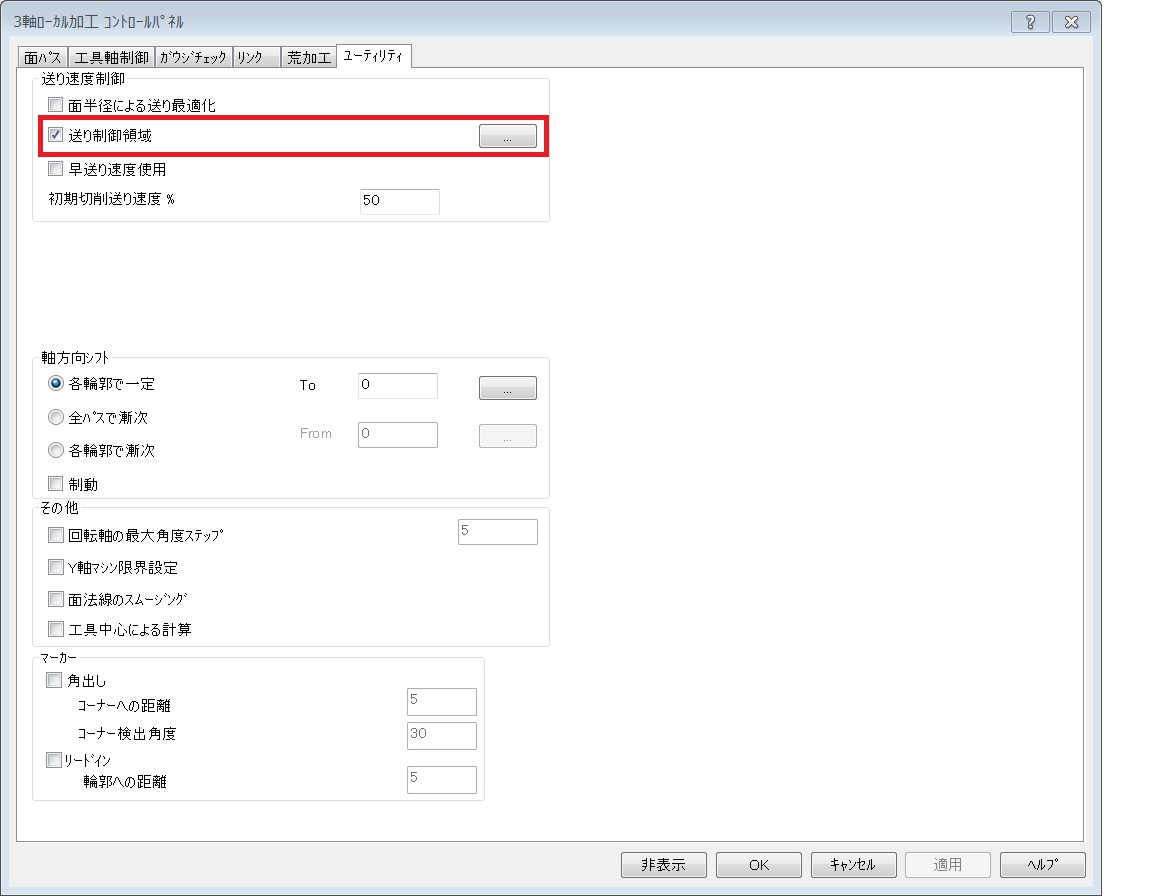 3軸ﾛｰｶﾙ加工 ｺﾝﾄﾛｰﾙﾊﾟﾈﾙ
面ﾊﾟｽ 工具軸制御 ｶﾞｳｼﾞﾁｪｯｸ ﾘﾝｸ 荒加工 ﾕｰﾃｨﾘﾃｨ
送り速度制御
面半径による送り最適化
送り制御領域 ...
早送り速度使用
初期切削送り速度 % 50
軸方向ｼﾌﾄ
各輪郭で一定 To 0 ...
全ﾊﾟｽで漸次
From 0 ...
各輪郭で漸次
制動
その他
回転軸の最大角度ｽﾃｯﾌﾟ 5
Y軸ﾏｼﾝ限界設定
面法線のｽﾑｰｼﾞﾝｸﾞ
工具中心による計算
マーカー
角出し
ｺｰﾅｰへの距離 5
ｺｰﾅｰ検出角度 30
ﾘｰﾄﾞｲﾝ
輪郭への距離 5
非表示 OK ｷｬﾝｾﾙ 適用 ﾍﾙﾌﾟ